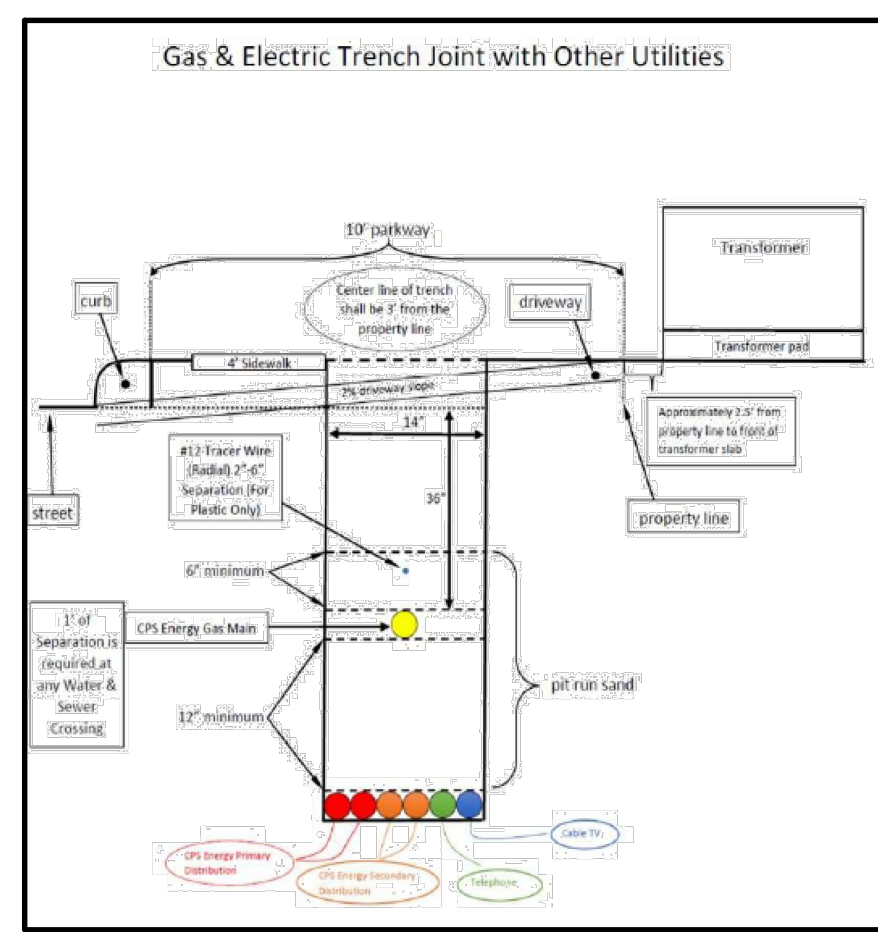 Gas & Electric Trench Joint with Other Utilities
10' parkway
Transformer
curb
Center line of trench
shall be 3' from the
property line
driveway
Transformer pad
4' Sidewalk
2% driveway slope
14"
Approximately 2.5' from
property line to front of
transformer slab
#12 Tracer Wire
(Radial) 2"-6"
Separation (For
Plastic Only)
36"
street
property line
6" minimum
1' of
Separation is
required at
any Water &
Sewer
Crossing
CPS Energy Gas Main
pit run sand
12" minimum
Cable TV
CPS Energy Primary
Distribution
CPS Energy Secondary
Distribution
Telephone